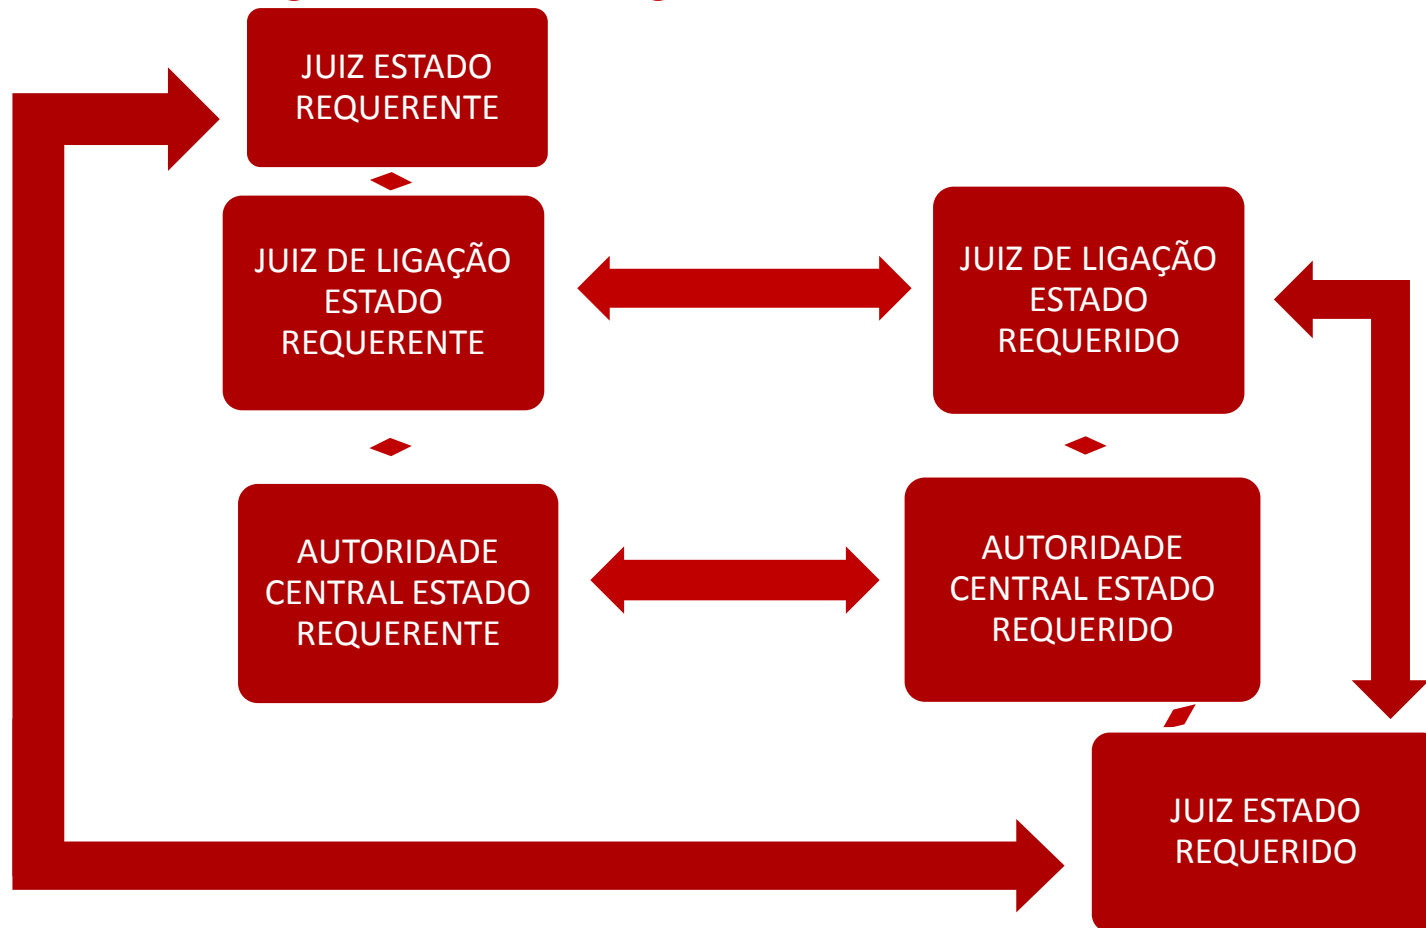 JUIZ ESTADO
REQUERENTE
JUIZ DE LIGAÇÃO
ESTADO
REQUERENTE
JUIZ DE LIGAÇÃO
ESTADO
REQUERIDO
AUTORIDADE
CENTRAL ESTADO
REQUERENTE
AUTORIDADE
CENTRAL ESTADO
REQUERIDO
JUIZ ESTADO
REQUERIDO